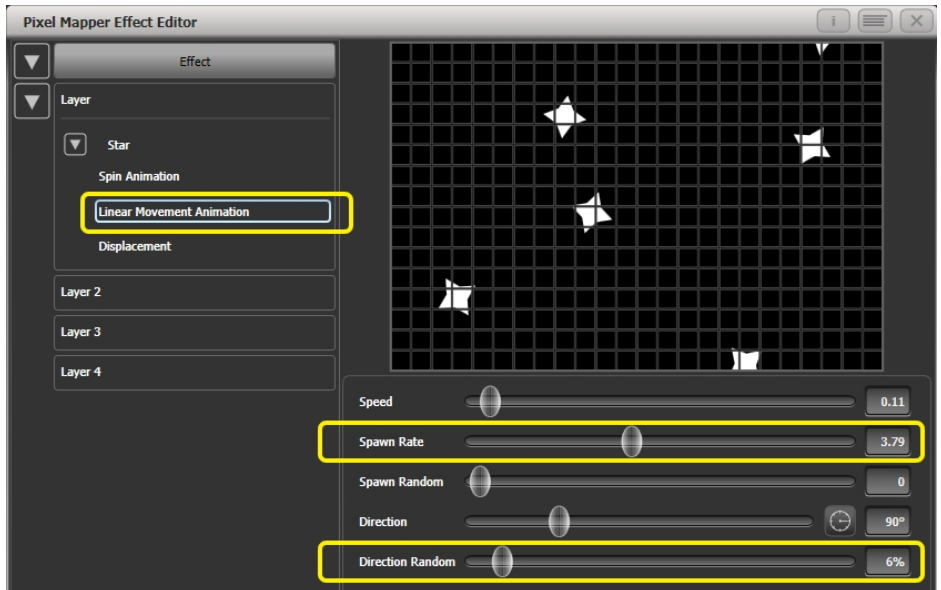 Pixel Mapper Effect Editor
i
Effect
Layer
Star
Spin Animation
Linear Movement Animation
Displacement
Layer 2
Layer 3
Layer 4
Speed 0.11
Spawn Rate 3.79
Spawn Random 0
Direction 90º
Direction Random 6%